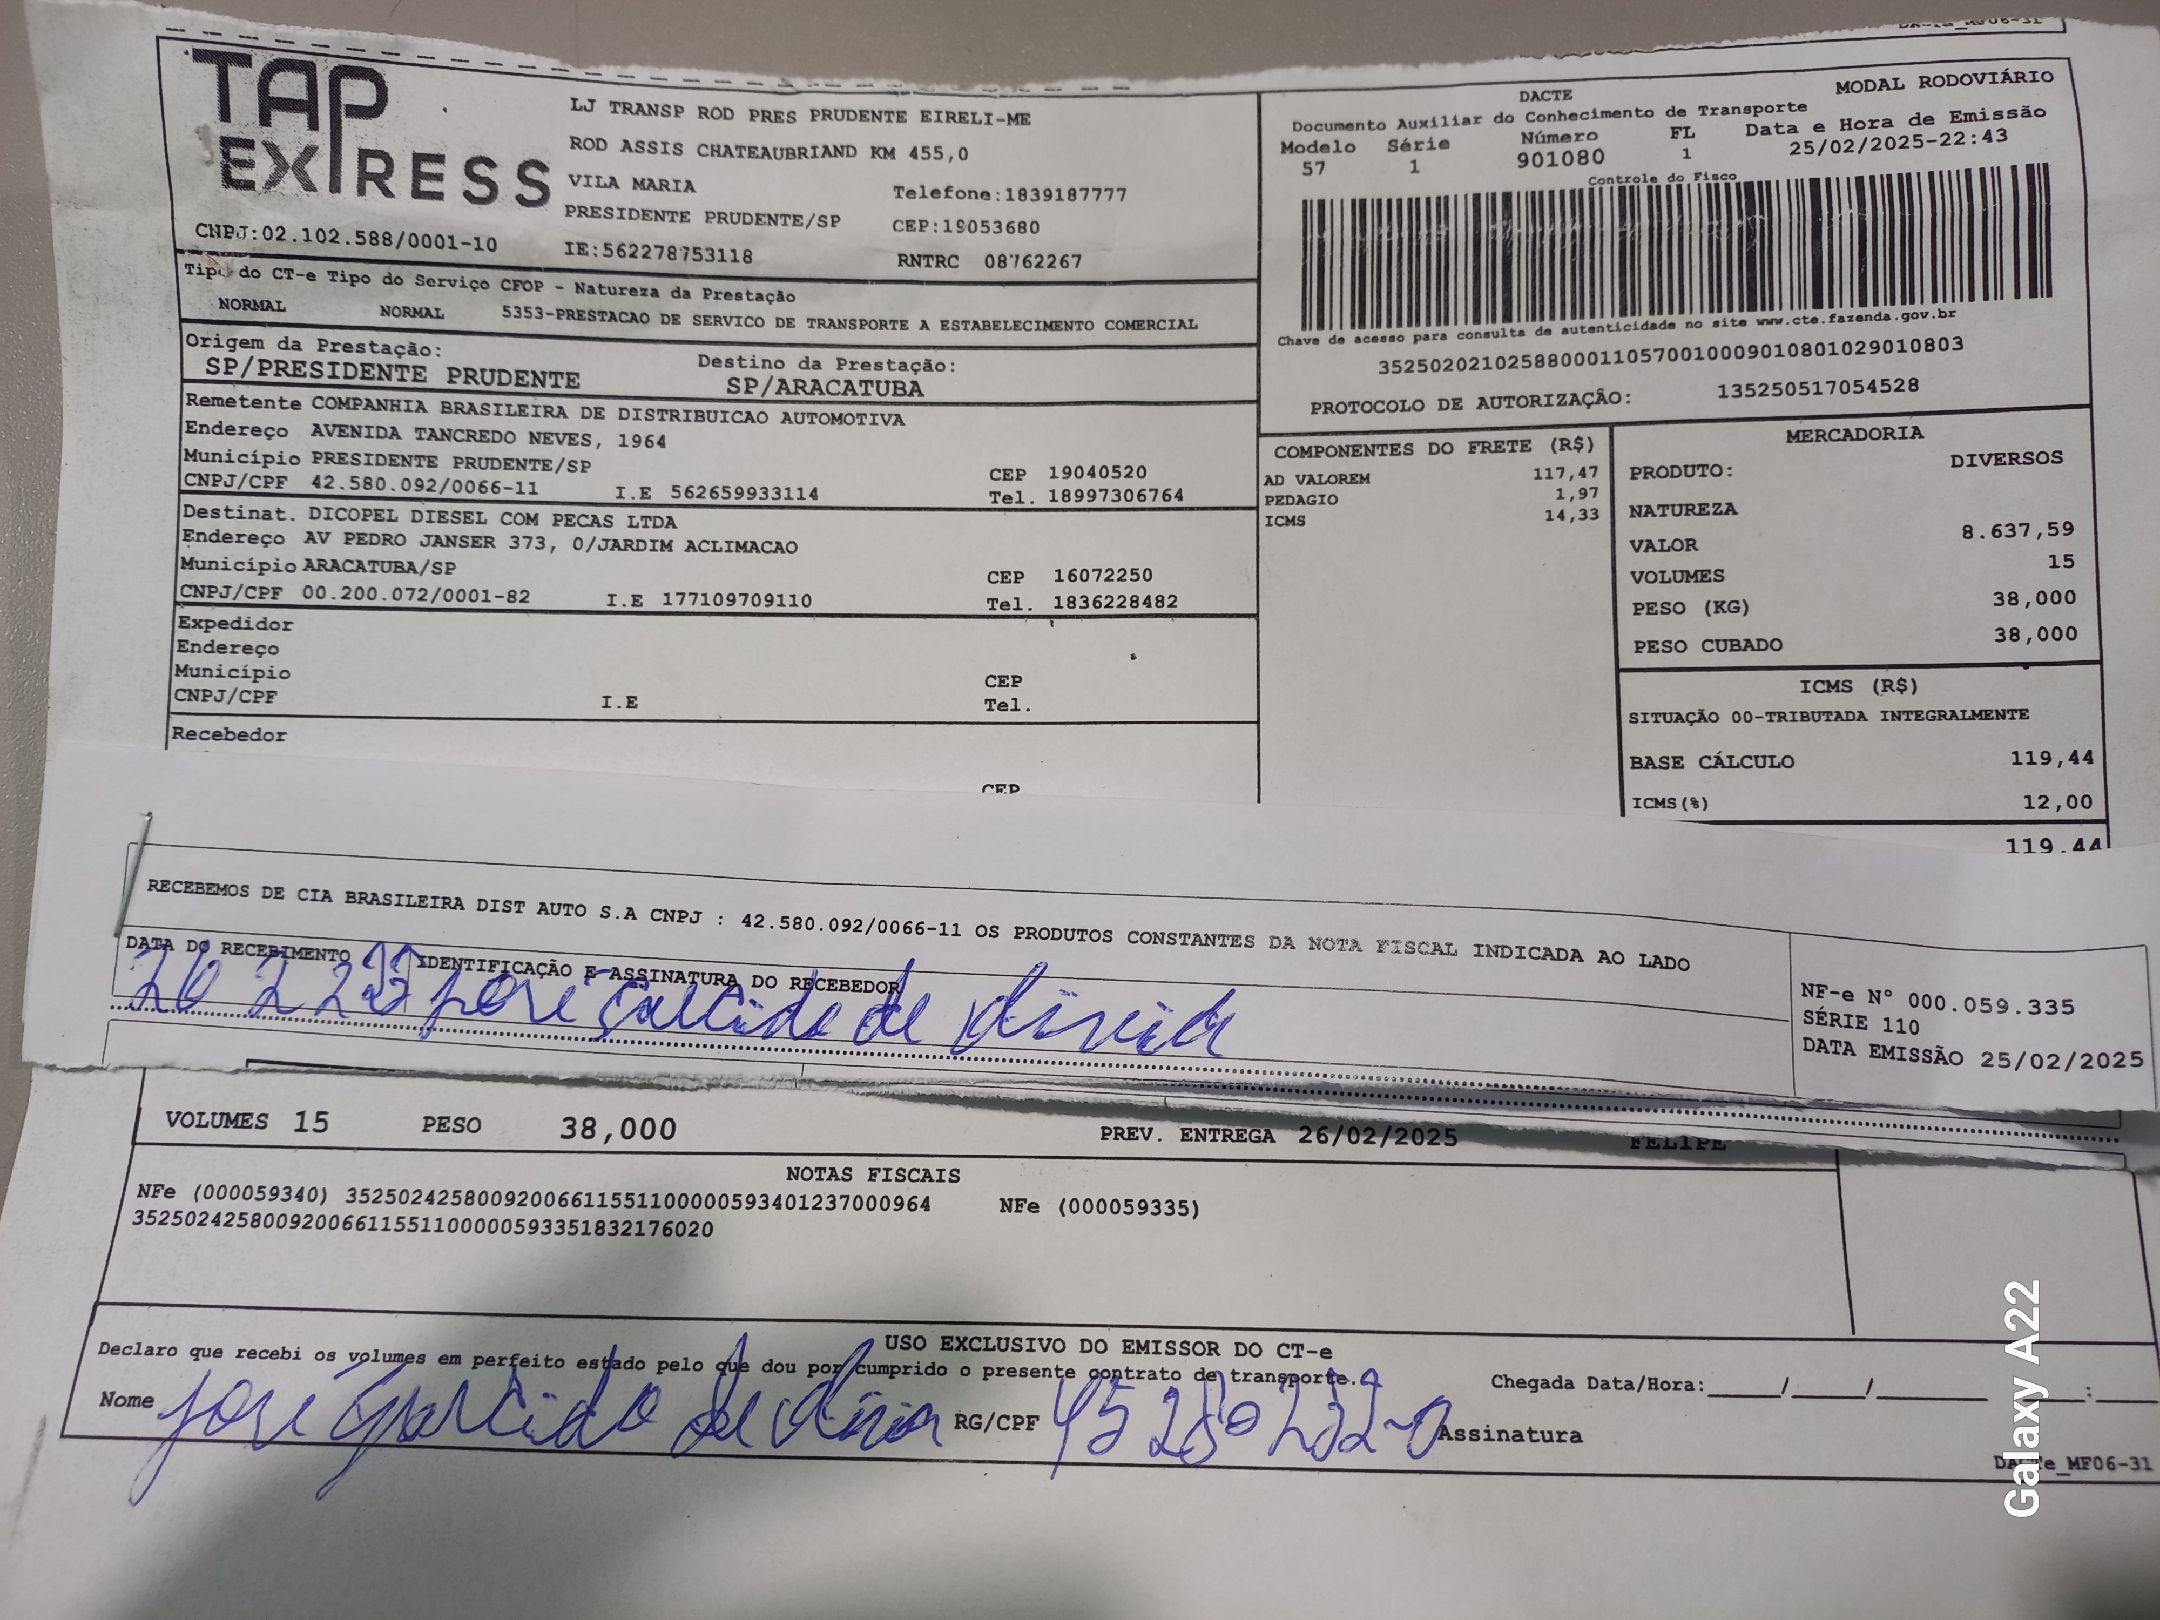 TAP
EXPRESS
LJ TRANSP ROD PRES PRUDENTE EIRELI-ME
ROD ASSIS CHATEAUBRIAND KM 455,0
VILA MARIA Telefone:1839187777
PRESIDENTE PRUDENTE/SP CEP:19053680
CNPJ:02.102.588/0001-10 IE:562278753118 RNTRC 08762267
Tipo do CT-e Tipo do Serviço CFOP - Natureza da Prestação
NORMAL NORMAL 5353-PRESTACAO DE SERVICO DE TRANSPORTE A ESTABELECIMENTO COMERCIAL
Origem da Prestação: Destino da Prestação:
SP/PRESIDENTE PRUDENTE SP/ARACATUBA
Remetente COMPANHIA BRASILEIRA DE DISTRIBUICAO AUTOMOTIVA
Endereço AVENIDA TANCREDO NEVES, 1964
Município PRESIDENTE PRUDENTE/SP CEP 19040520
CNPJ/CPF 42.580.092/0066-11 I.E 562659933114 Tel. 18997306764
Destinat. DICOPEL DIESEL COM PECAS LTDA
Endereço AV PEDRO JANSER 373, 0/JARDIM ACLIMACAO
Município ARACATUBA/SP CEP 16072250
CNPJ/CPF 00.200.072/0001-82 I.E 177109709110 Tel. 1836228482
Expedidor
Endereço
Município CEP
CNPJ/CPF I.E Tel.
Recebedor
CEP
MODAL RODOVIÁRIO
DACTE
Documento Auxiliar do Conhecimento de Transporte
Modelo Série Número FL Data e Hora de Emissão
57 1 901080 1 25/02/2025-22:43
Controle do Fisco
Chave de acesso para consulta de autenticidade no site www.cte.fazenda.gov.br
35250202102588000110570010009010801029010803
PROTOCOLO DE AUTORIZAÇÃO: 135250517054528
COMPONENTES DO FRETE (R$)
AD VALOREM 117,47
PEDAGIO 1,97
ICMS 14,33
MERCADORIA
PRODUTO: DIVERSOS
NATUREZA
VALOR 8.637,59
VOLUMES 15
PESO (KG) 38,000
PESO CUBADO 38,000
ICMS (R$)
SITUAÇÃO 00-TRIBUTADA INTEGRALMENTE
BASE CÁLCULO 119,44
ICMS(%) 12,00
119,44
RECEBEMOS DE CIA BRASILEIRA DIST AUTO S.A CNPJ : 42.580.092/0066-11 OS PRODUTOS CONSTANTES DA NOTA FISCAL INDICADA AO LADO
DATA DO RECEBIMENTO IDENTIFICAÇÃO E ASSINATURA DO RECEBEDOR
26 2 25 jose de
NF-e N° 000.059.335
SÉRIE 110
DATA EMISSÃO 25/02/2025
VOLUMES 15 PESO 38,000 PREV. ENTREGA 26/02/2025 FELIPE
NOTAS FISCAIS
NFe (000059340) 35250242580092006611551100000593401237000964 NFe (000059335)
35250242580092006611551100000593351832176020
USO EXCLUSIVO DO EMISSOR DO CT-e
Declaro que recebi os volumes em perfeito estado pelo que dou por cumprido o presente contrato de transporte.
Chegada Data/Hora:_____/_____/________ __:____
Nome jose de RG/CPF Assinatura
DACTe_MF06-31
Galaxy A22